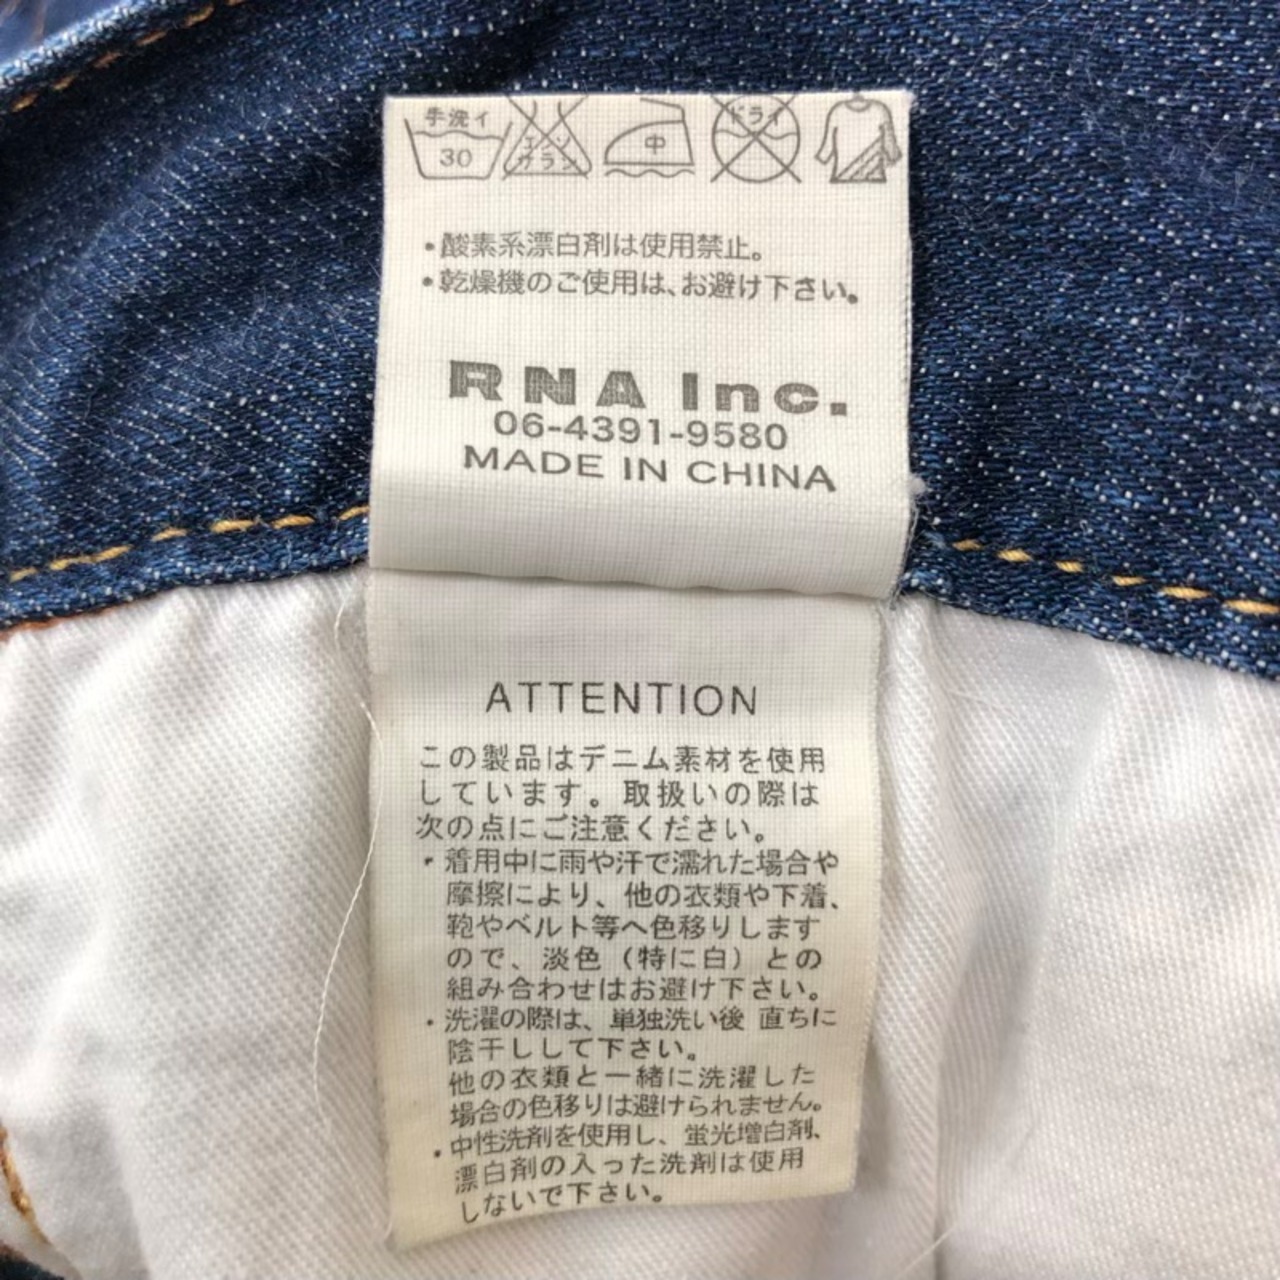 手洗イ
30
エンソ
サラシ
中
ドライ
・酸素系漂白剤は使用禁止。
・乾燥機のご使用は、お避け下さい。
RNA Inc.
06-4391-9580
MADE IN CHINA
ATTENTION
この製品はデニム素材を使用
しています。取扱いの際は
次の点にご注意ください。
・着用中に雨や汗で濡れた場合や
摩擦により、他の衣類や下着、
鞄やベルト等へ色移りします
ので、淡色（特に白）との
組み合わせはお避け下さい。
・洗濯の際は、単独洗い後 直ちに
陰干しして下さい。
他の衣類と一緒に洗濯した
場合の色移りは避けられません。
・中性洗剤を使用し、蛍光増白剤、
漂白剤の入った洗剤は使用
しないで下さい。